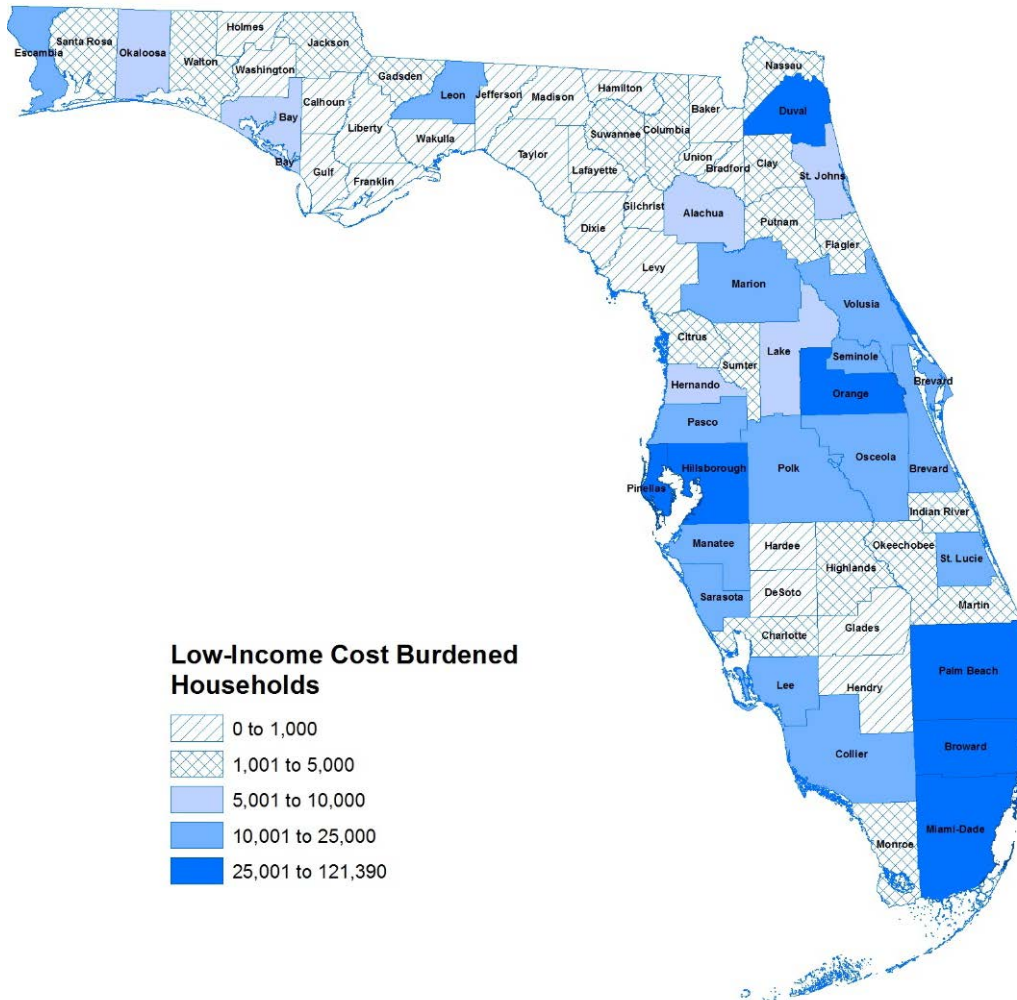 Holmes
Jackson
Santa Rosa
Escambia
Okaloosa
Walton
Washington
Gadsden
Leon
Jefferson
Madison
Hamilton
Nassau
Baker
Duval
Calhoun
Bay
Liberty
Wakulla
Suwannee
Columbia
Taylor
Lafayette
Union
Bradford
Clay
St. Johns
Bay
Gulf
Franklin
Gilchrist
Alachua
Putnam
Dixie
Flagler
Levy
Marion
Volusia
Citrus
Sumter
Lake
Seminole
Hernando
Orange
Brevard
Pasco
Pinellas
Hillsborough
Polk
Osceola
Brevard
Indian River
Manatee
Hardee
Okeechobee
St. Lucie
Highlands
Sarasota
DeSoto
Martin
Charlotte
Glades
Lee
Hendry
Palm Beach
Collier
Broward
Monroe
Miami-Dade
Low-Income Cost Burdened
Households
0 to 1,000
1,001 to 5,000
5,001 to 10,000
10,001 to 25,000
25,001 to 121,390